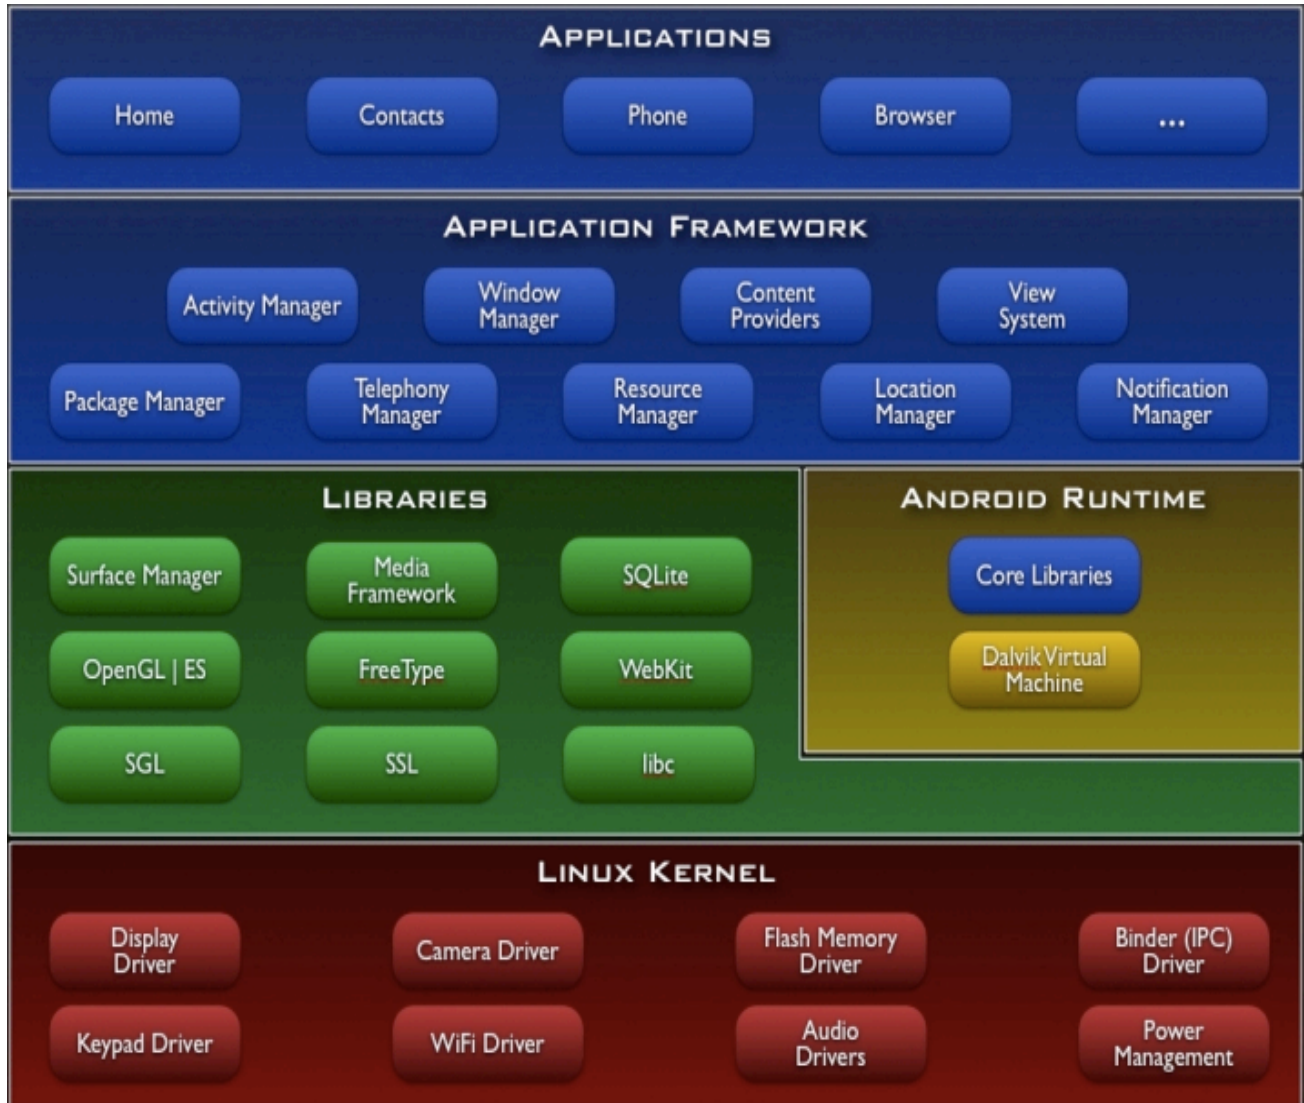 APPLICATIONS
Home
Contacts
Phone
Browser
...
APPLICATION FRAMEWORK
Activity Manager
Window
Manager
Content
Providers
View
System
Package Manager
Telephony
Manager
Resource
Manager
Location
Manager
Notification
Manager
LIBRARIES
Surface Manager
Media
Framework
SQLite
OpenGL | ES
FreeType
WebKit
SGL
SSL
libc
ANDROID RUNTIME
Core Libraries
Dalvik Virtual
Machine
LINUX KERNEL
Display
Driver
Camera Driver
Flash Memory
Driver
Binder (IPC)
Driver
Keypad Driver
WiFi Driver
Audio
Drivers
Power
Management